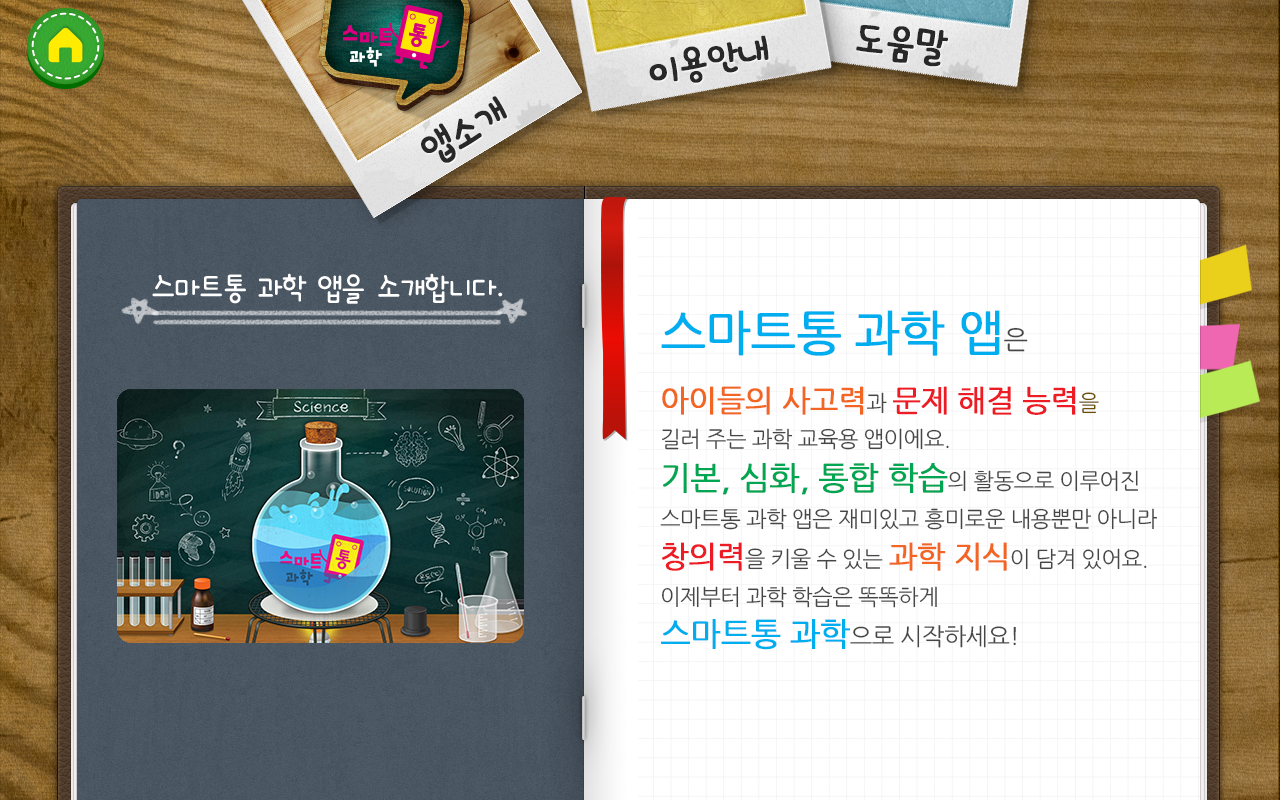 스마트통
과학
앱소개
이용안내
도움말
스마트통 과학 앱을 소개합니다.
Science
SOLUTION
스마트통
과학
스마트통 과학 앱은
아이들의 사고력과 문제 해결 능력을
길러 주는 과학 교육용 앱이에요.
기본, 심화, 통합 학습의 활동으로 이루어진
스마트통 과학 앱은 재미있고 흥미로운 내용뿐만 아니라
창의력을 키울 수 있는 과학 지식이 담겨 있어요.
이제부터 과학 학습은 똑똑하게
스마트통 과학으로 시작하세요!